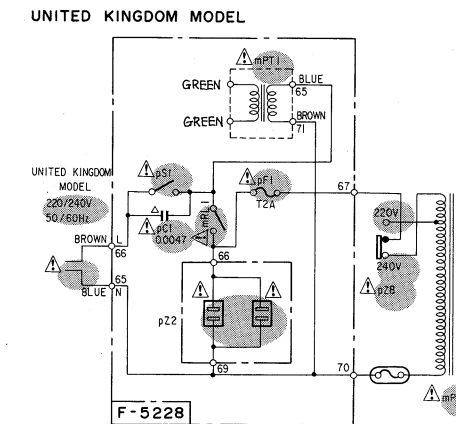 UNITED KINGDOM MODEL
mPT1
GREEN
BLUE
65
GREEN
BROWN
71
UNITED KINGDOM
MODEL
220/240V
50/60Hz
pS1
pC1
0.0047
mRL1
pF1
T2A
67
220V
240V
pZ8
BROWN
L
66
BLUE
65
N
66
pZ2
69
70
F-5228